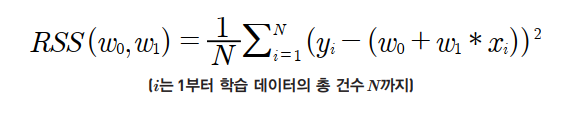 RSS(w₀,w₁) = 1/N ∑ᵢ₌₁ᴺ (yᵢ − (w₀ + w₁ * xᵢ))²
(i는 1부터 학습 데이터의 총 건수 N까지)